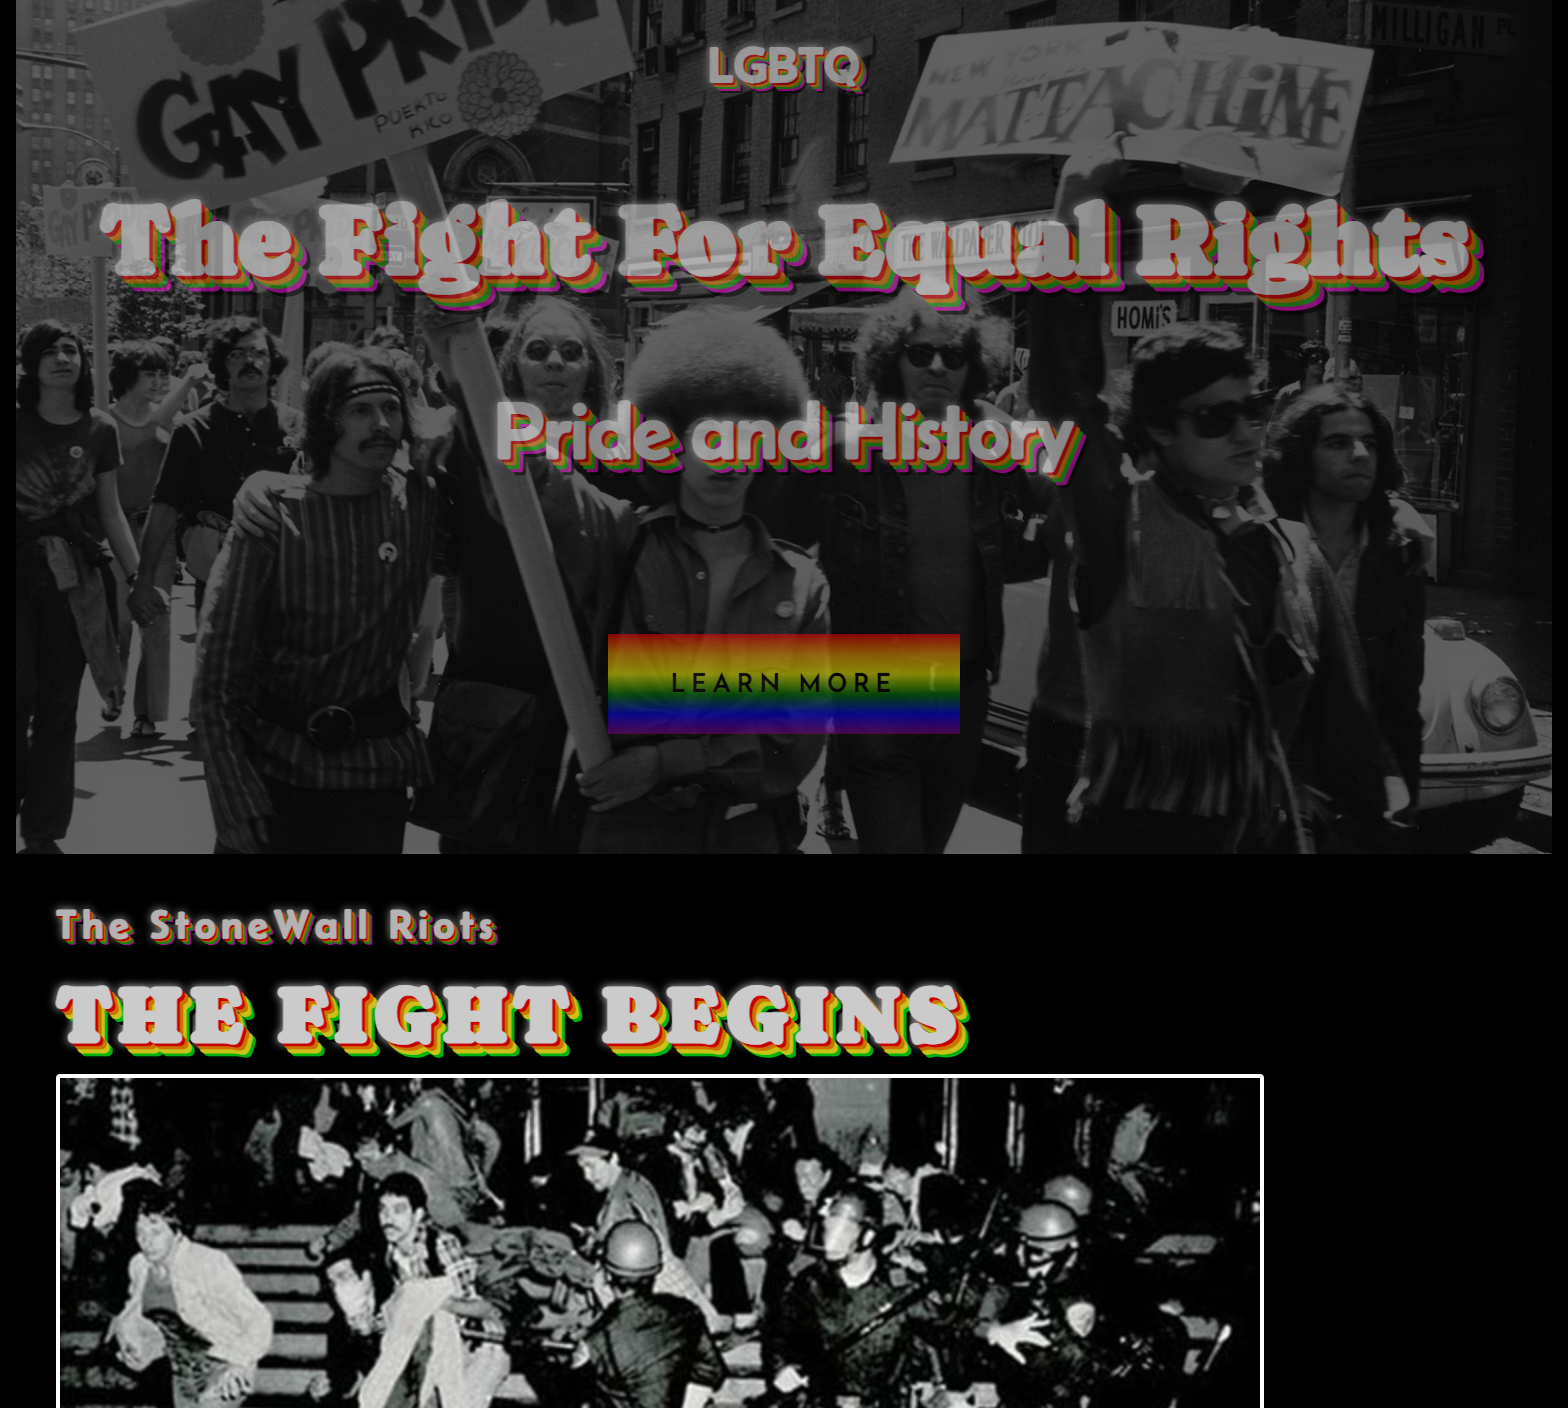 GAY PRIDE
PUERTO
RICO
LGBTQ
NEW YORK
MATTACHINE
MILLIGAN PL
The Fight For Equal Rights
HOMI'S
Pride and History
LEARN MORE
The StoneWall Riots
THE FIGHT BEGINS